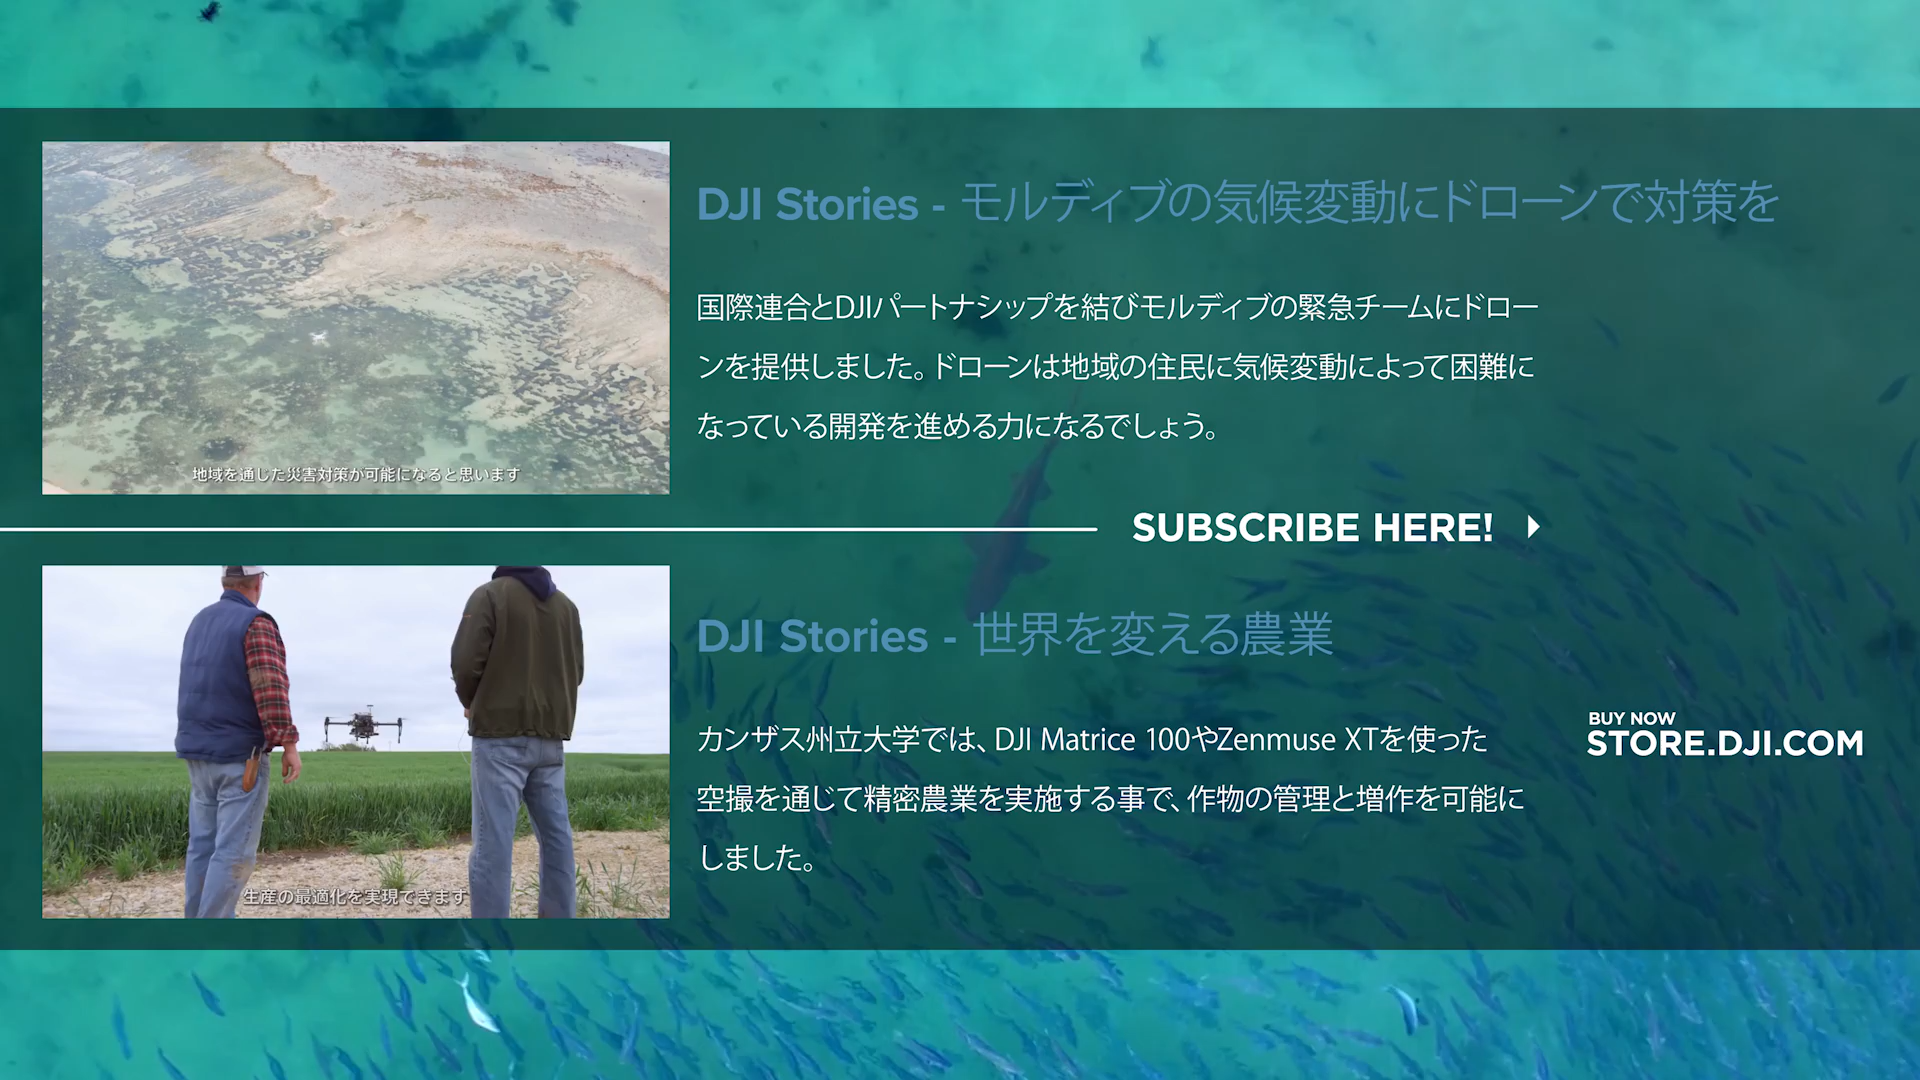 DJI Stories - モルディブの気候変動にドローンで対策を
国際連合とDJIパートナシップを結びモルディブの緊急チームにドロー
ンを提供しました。ドローンは地域の住民に気候変動によって困難に
なっている開発を進める力になるでしょう。
地域を通した災害対策が可能になると思います
SUBSCRIBE HERE!
DJI Stories - 世界を変える農業
カンザス州立大学では、DJI Matrice 100やZenmuse XTを使った
空撮を通じて精密農業を実施する事で、作物の管理と増作を可能に
しました。
生産の最適化を実現できます
BUY NOW
STORE.DJI.COM